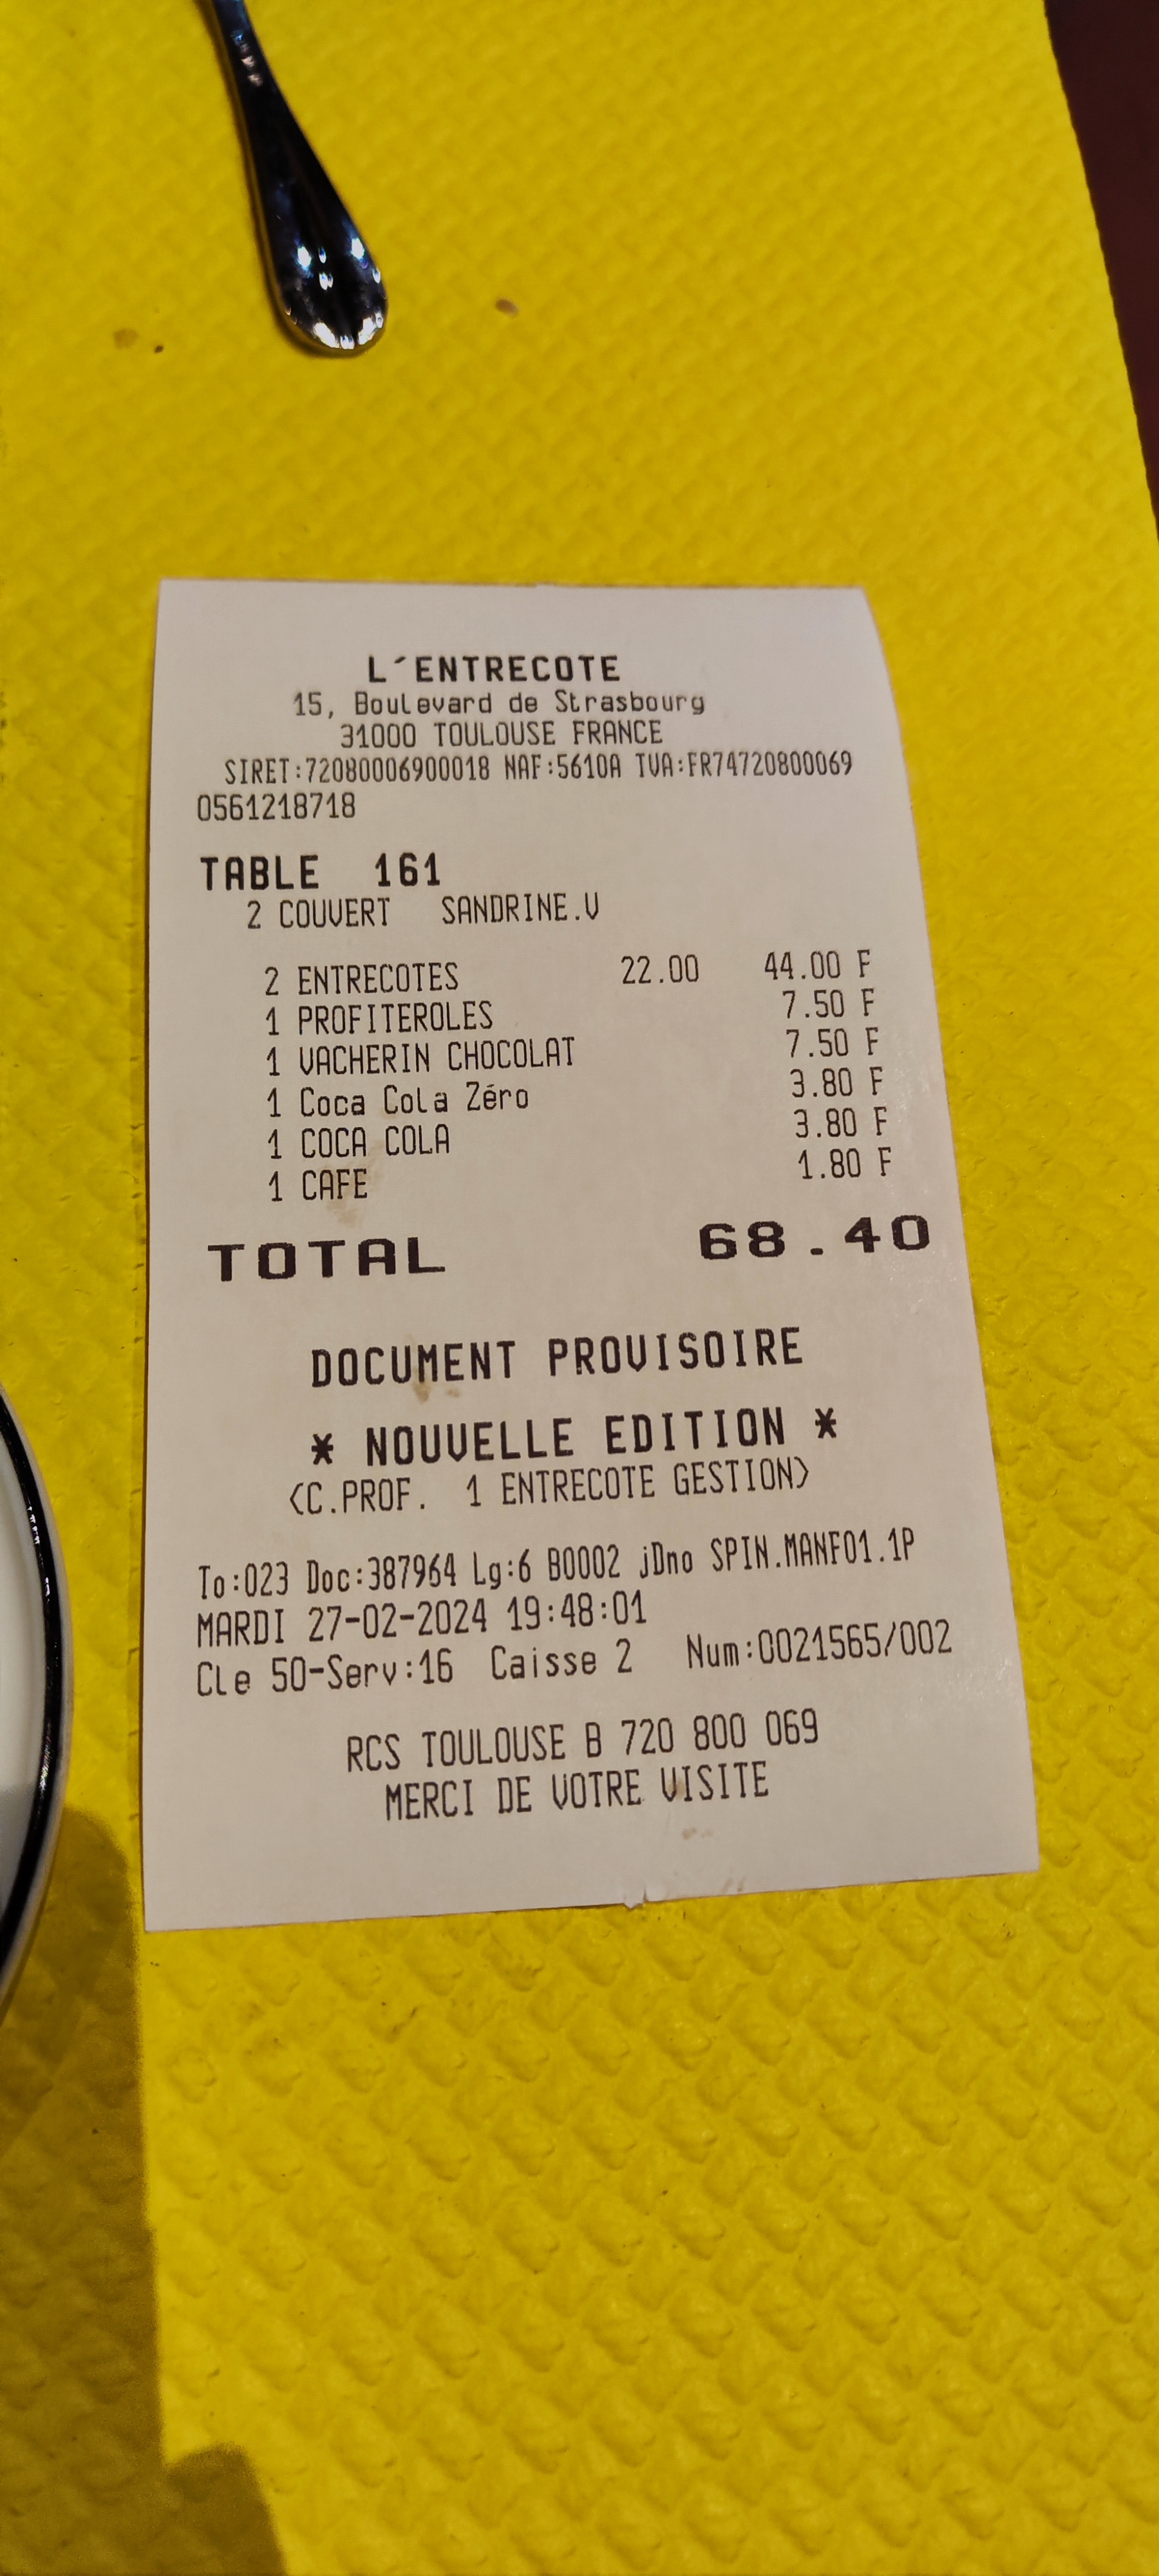 L´ENTRECOTE
15, Boulevard de Strasbourg
31000 TOULOUSE FRANCE
SIRET:72080006900018 NAF:5610A TVA:FR74720800069
0561218718
TABLE 161
2 COUVERT SANDRINE.V
2 ENTRECOTES 22.00 44.00 F
1 PROFITEROLES 7.50 F
1 VACHERIN CHOCOLAT 7.50 F
1 Coca Cola Zéro 3.80 F
1 COCA COLA 3.80 F
1 CAFE 1.80 F
TOTAL 68.40
DOCUMENT PROVISOIRE
* NOUVELLE EDITION *
(C.PROF. 1 ENTRECOTE GESTION)
To:023 Doc:387964 Lg:6 B0002 jDno SPIN.MANF01.1P
MARDI 27-02-2024 19:48:01
Cle 50-Serv:16 Caisse 2 Num:0021565/002
RCS TOULOUSE B 720 800 069
MERCI DE VOTRE VISITE